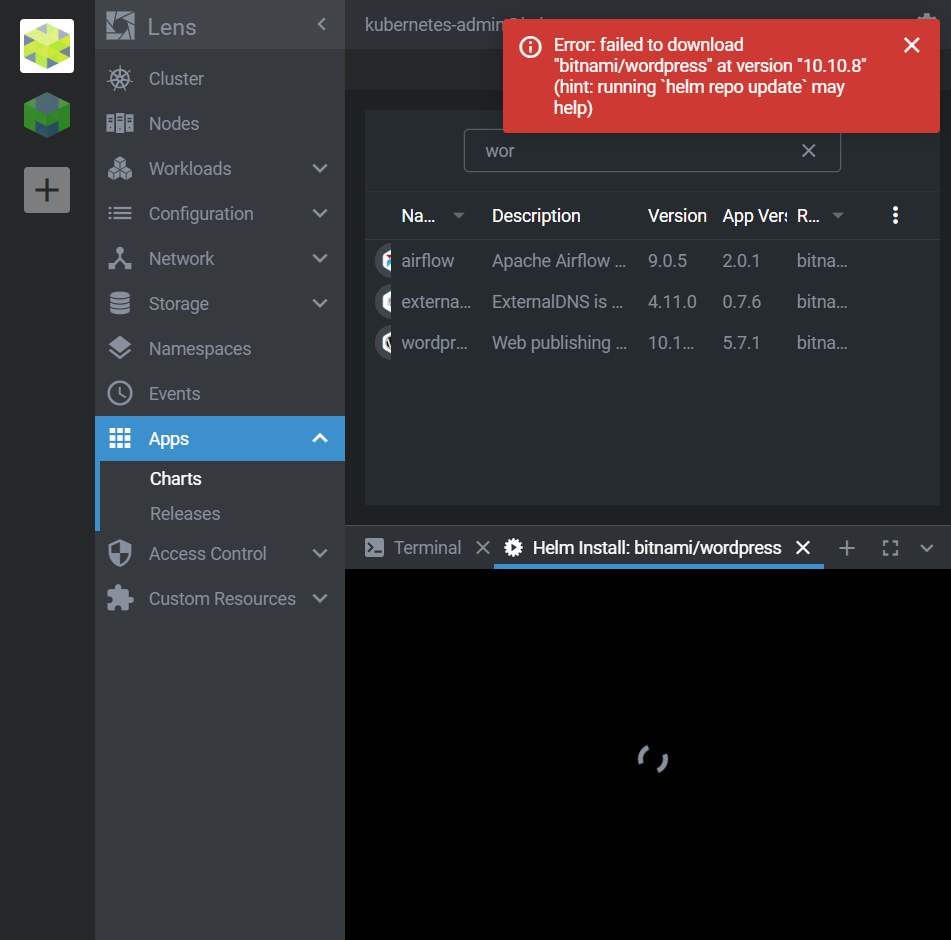 Lens
kubernetes-admin
Error: failed to download
"bitnami/wordpress" at version "10.10.8"
(hint: running `helm repo update` may
help)
Cluster
Nodes
Workloads
Configuration
Network
Storage
Namespaces
Events
Apps
Charts
Releases
Access Control
Custom Resources
wor
Na... Description Version App Vers R...
airflow Apache Airflow ... 9.0.5 2.0.1 bitna...
externa... ExternalDNS is ... 4.11.0 0.7.6 bitna...
wordpr... Web publishing ... 10.1... 5.7.1 bitna...
Terminal Helm Install: bitnami/wordpress